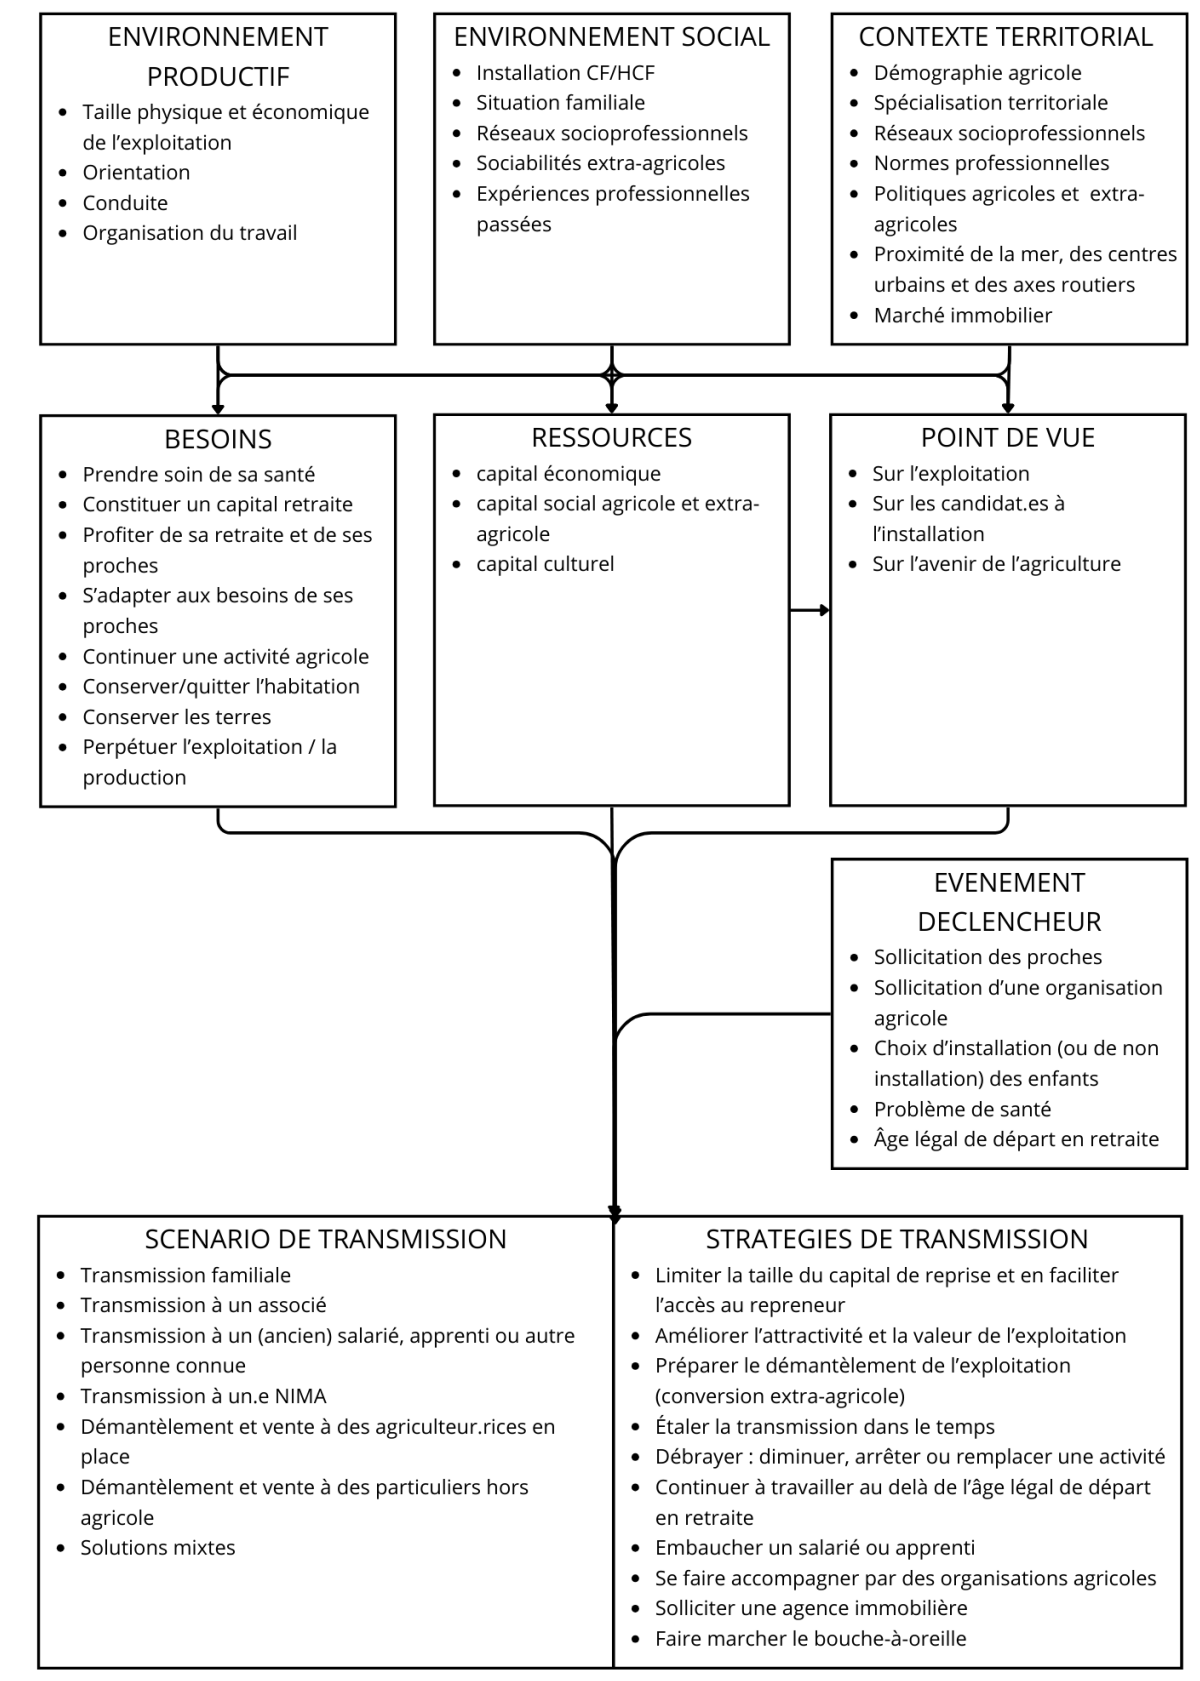 ENVIRONNEMENT
PRODUCTIF
• Taille physique et économique
de l’exploitation
• Orientation
• Conduite
• Organisation du travail
ENVIRONNEMENT SOCIAL
• Installation CF/HCF
• Situation familiale
• Réseaux socioprofessionnels
• Sociabilités extra-agricoles
• Expériences professionnelles
passées
CONTEXTE TERRITORIAL
• Démographie agricole
• Spécialisation territoriale
• Réseaux socioprofessionnels
• Normes professionnelles
• Politiques agricoles et extra-
agricoles
• Proximité de la mer, des centres
urbains et des axes routiers
• Marché immobilier
BESOINS
• Prendre soin de sa santé
• Constituer un capital retraite
• Profiter de sa retraite et de ses
proches
• S’adapter aux besoins de ses
proches
• Continuer une activité agricole
• Conserver/quitter l’habitation
• Conserver les terres
• Perpétuer l’exploitation / la
production
RESSOURCES
• capital économique
• capital social agricole et extra-
agricole
• capital culturel
POINT DE VUE
• Sur l’exploitation
• Sur les candidat.es à
l’installation
• Sur l’avenir de l’agriculture
EVENEMENT
DECLENCHEUR
• Sollicitation des proches
• Sollicitation d’une organisation
agricole
• Choix d’installation (ou de non
installation) des enfants
• Problème de santé
• Âge légal de départ en retraite
SCENARIO DE TRANSMISSION
• Transmission familiale
• Transmission à un associé
• Transmission à un (ancien) salarié, apprenti ou autre
personne connue
• Transmission à un.e NIMA
• Démantèlement et vente à des agriculteur.rices en
place
• Démantèlement et vente à des particuliers hors
agricole
• Solutions mixtes
STRATEGIES DE TRANSMISSION
• Limiter la taille du capital de reprise et en faciliter
l’accès au repreneur
• Améliorer l’attractivité et la valeur de l’exploitation
• Préparer le démantèlement de l’exploitation
(conversion extra-agricole)
• Étaler la transmission dans le temps
• Débrayer : diminuer, arrêter ou remplacer une activité
• Continuer à travailler au delà de l’âge légal de départ
en retraite
• Embaucher un salarié ou apprenti
• Se faire accompagner par des organisations agricoles
• Solliciter une agence immobilière
• Faire marcher le bouche-à-oreille